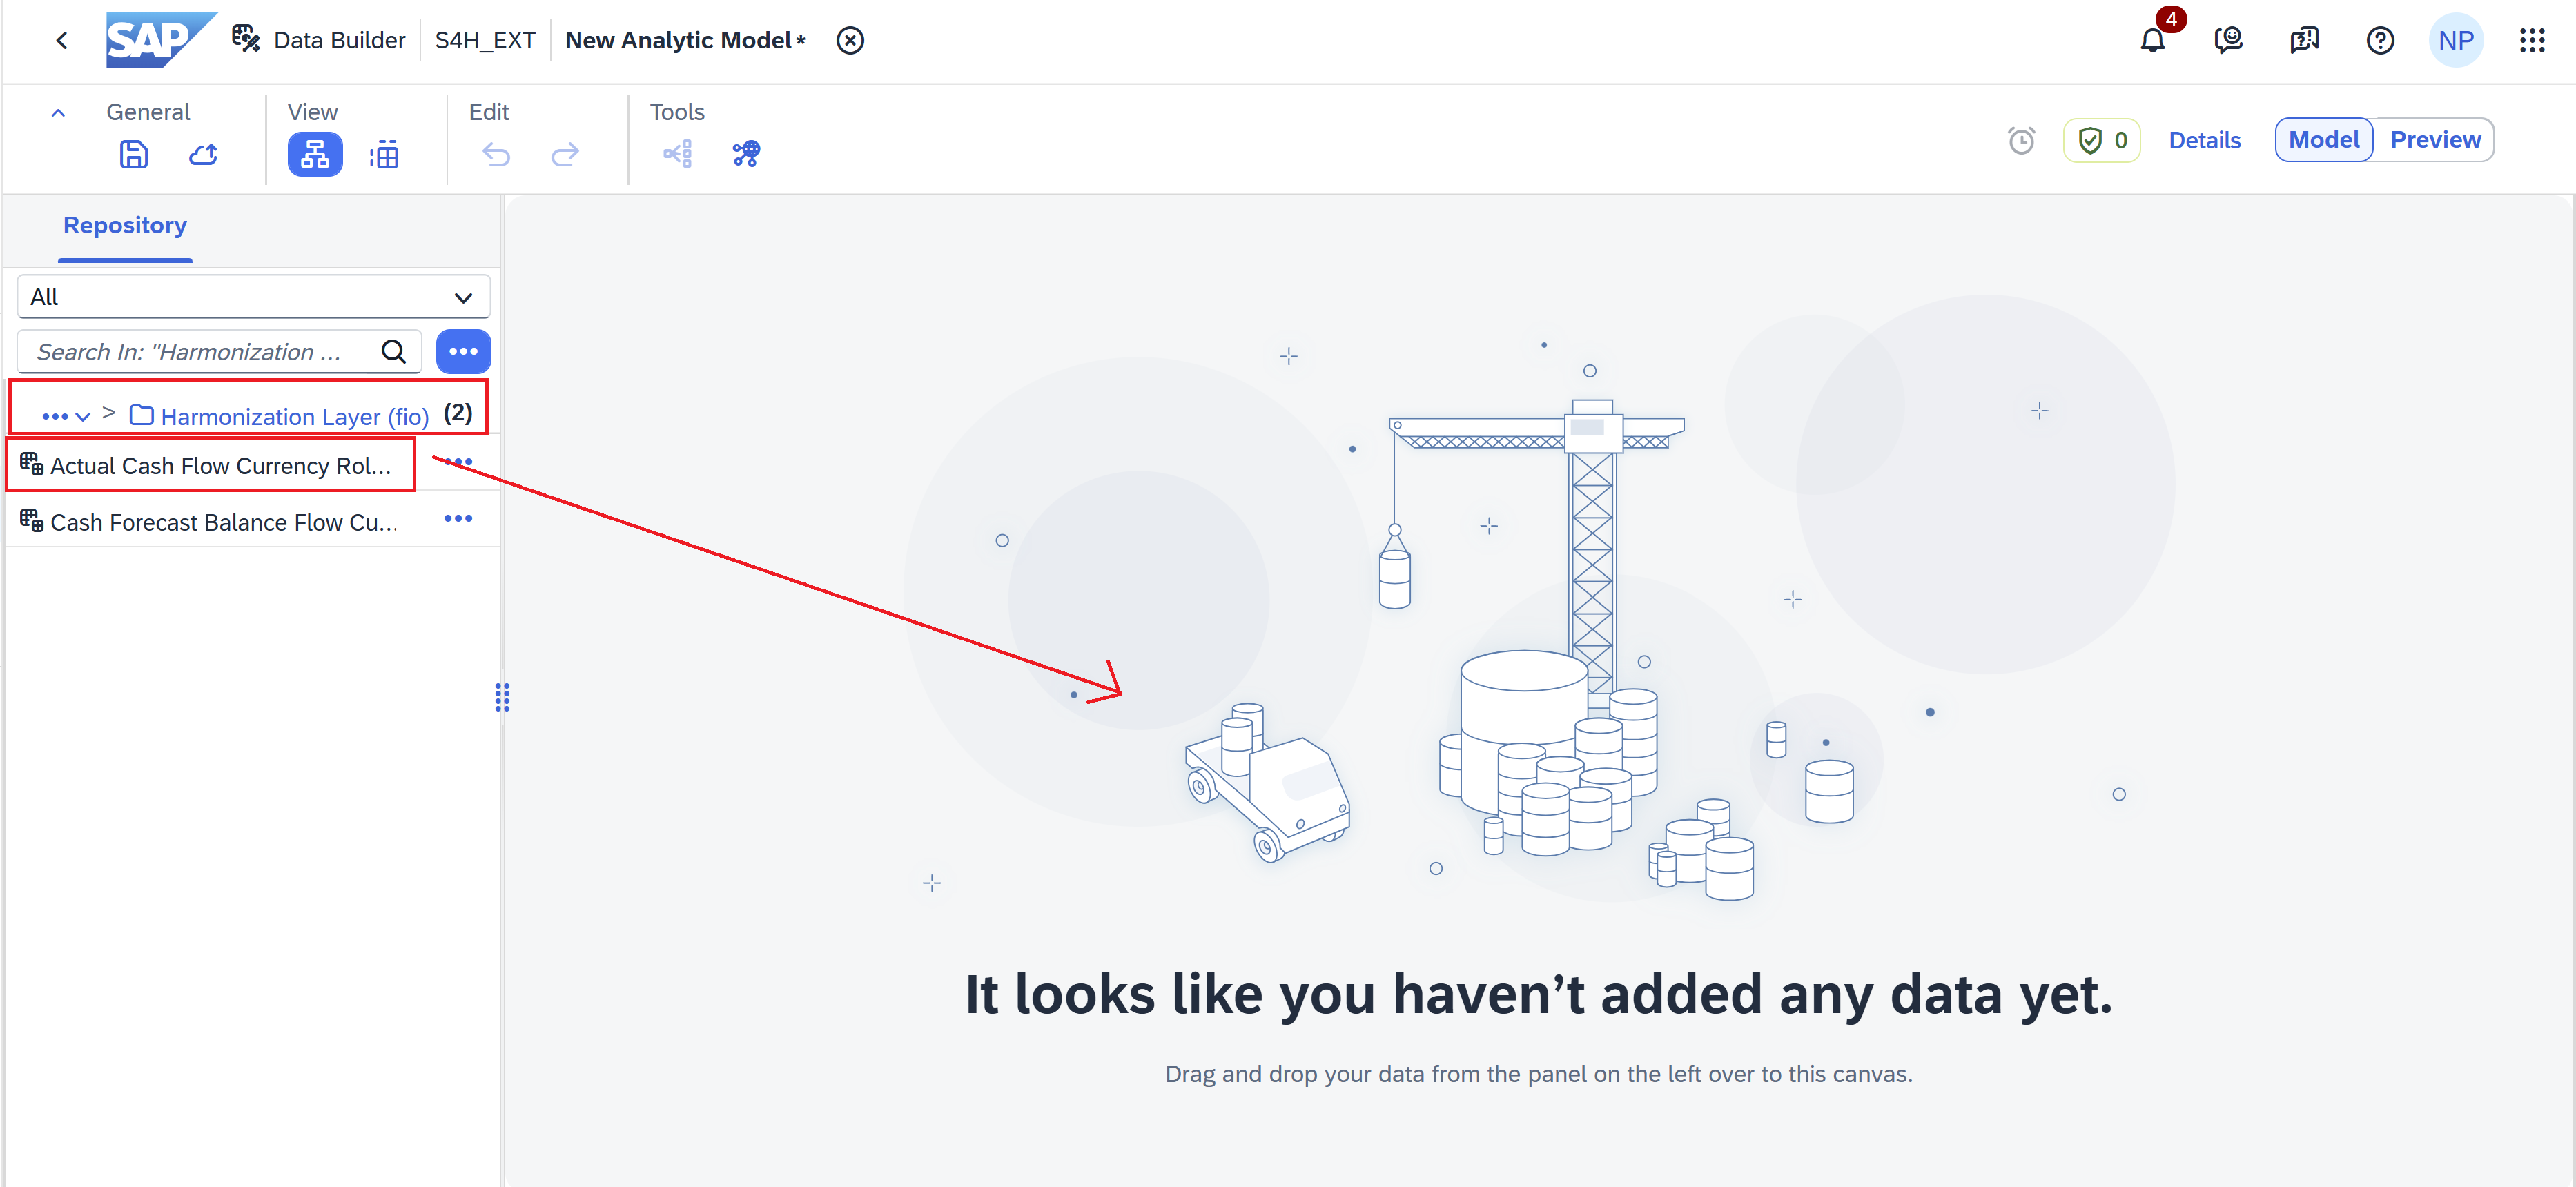 SAP Data Builder S4H_EXT New Analytic Model* 4 NP
General View Edit Tools
0 Details Model Preview
Repository
All
Search In: "Harmonization ...
> Harmonization Layer (fio) (2)
Actual Cash Flow Currency Rol...
Cash Forecast Balance Flow Cu...
It looks like you haven’t added any data yet.
Drag and drop your data from the panel on the left over to this canvas.